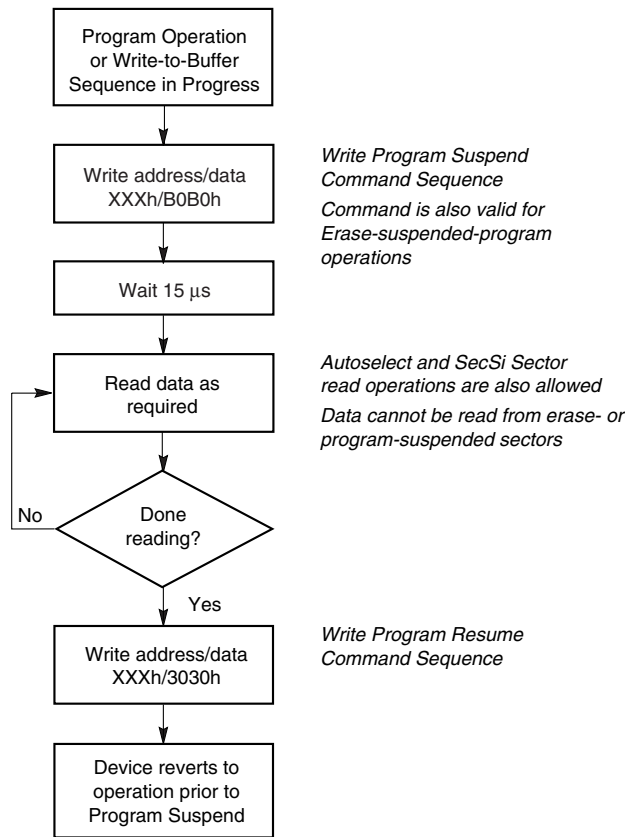 Program Operation
or Write-to-Buffer
Sequence in Progress
Write address/data
XXXh/B0B0h
Write Program Suspend
Command Sequence
Command is also valid for
Erase-suspended-program
operations
Wait 15 μs
Read data as
required
Autoselect and SecSi Sector
read operations are also allowed
Data cannot be read from erase- or
program-suspended sectors
No
Done
reading?
Yes
Write address/data
XXXh/3030h
Write Program Resume
Command Sequence
Device reverts to
operation prior to
Program Suspend